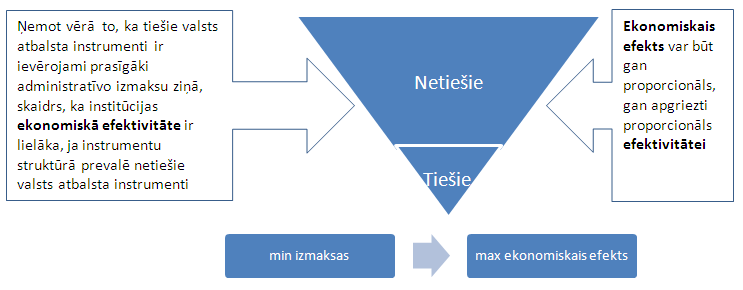 Ņemot vērā to, ka tiešie valsts
atbalsta instrumenti ir
ievērojami prasīgāki
administratīvo izmaksu ziņā,
skaidrs, ka institūcijas
ekonomiskā efektivitāte ir
lielāka, ja instrumentu
struktūrā prevalē netiešie
valsts atbalsta instrumenti
Netiešie
Tiešie
Ekonomiskais
efekts var būt
gan
proporcionāls,
gan apgriezti
proporcionāls
efektivitātei
min izmaksas
max ekonomiskais efekts